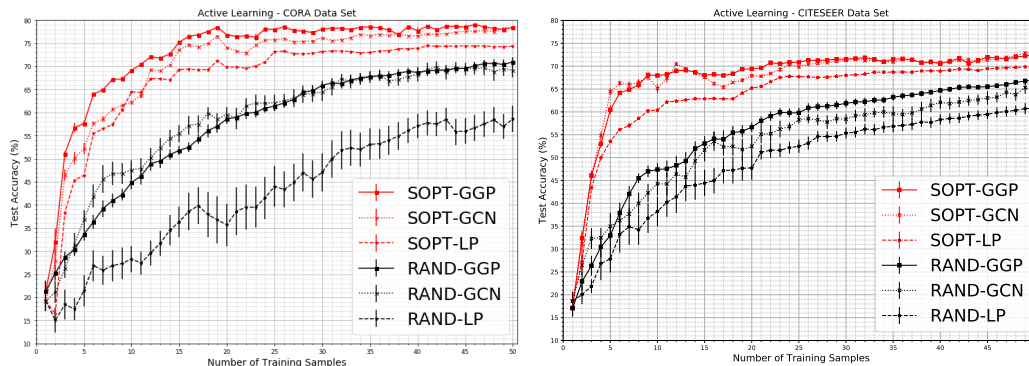 Active Learning - CORA Data Set
80
75
70
65
60
55
50
45
40
35
30
25
20
15
10
Test Accuracy (%)
0
5
10
15
20
25
30
35
40
45
50
Number of Training Samples
SOPT-GGP
SOPT-GCN
SOPT-LP
RAND-GGP
RAND-GCN
RAND-LP
Active Learning - CITESEER Data Set
80
75
70
65
60
55
50
45
40
35
30
25
20
15
10
Test Accuracy (%)
0
5
10
15
20
25
30
35
40
45
Number of Training Samples
SOPT-GGP
SOPT-GCN
SOPT-LP
RAND-GGP
RAND-GCN
RAND-LP